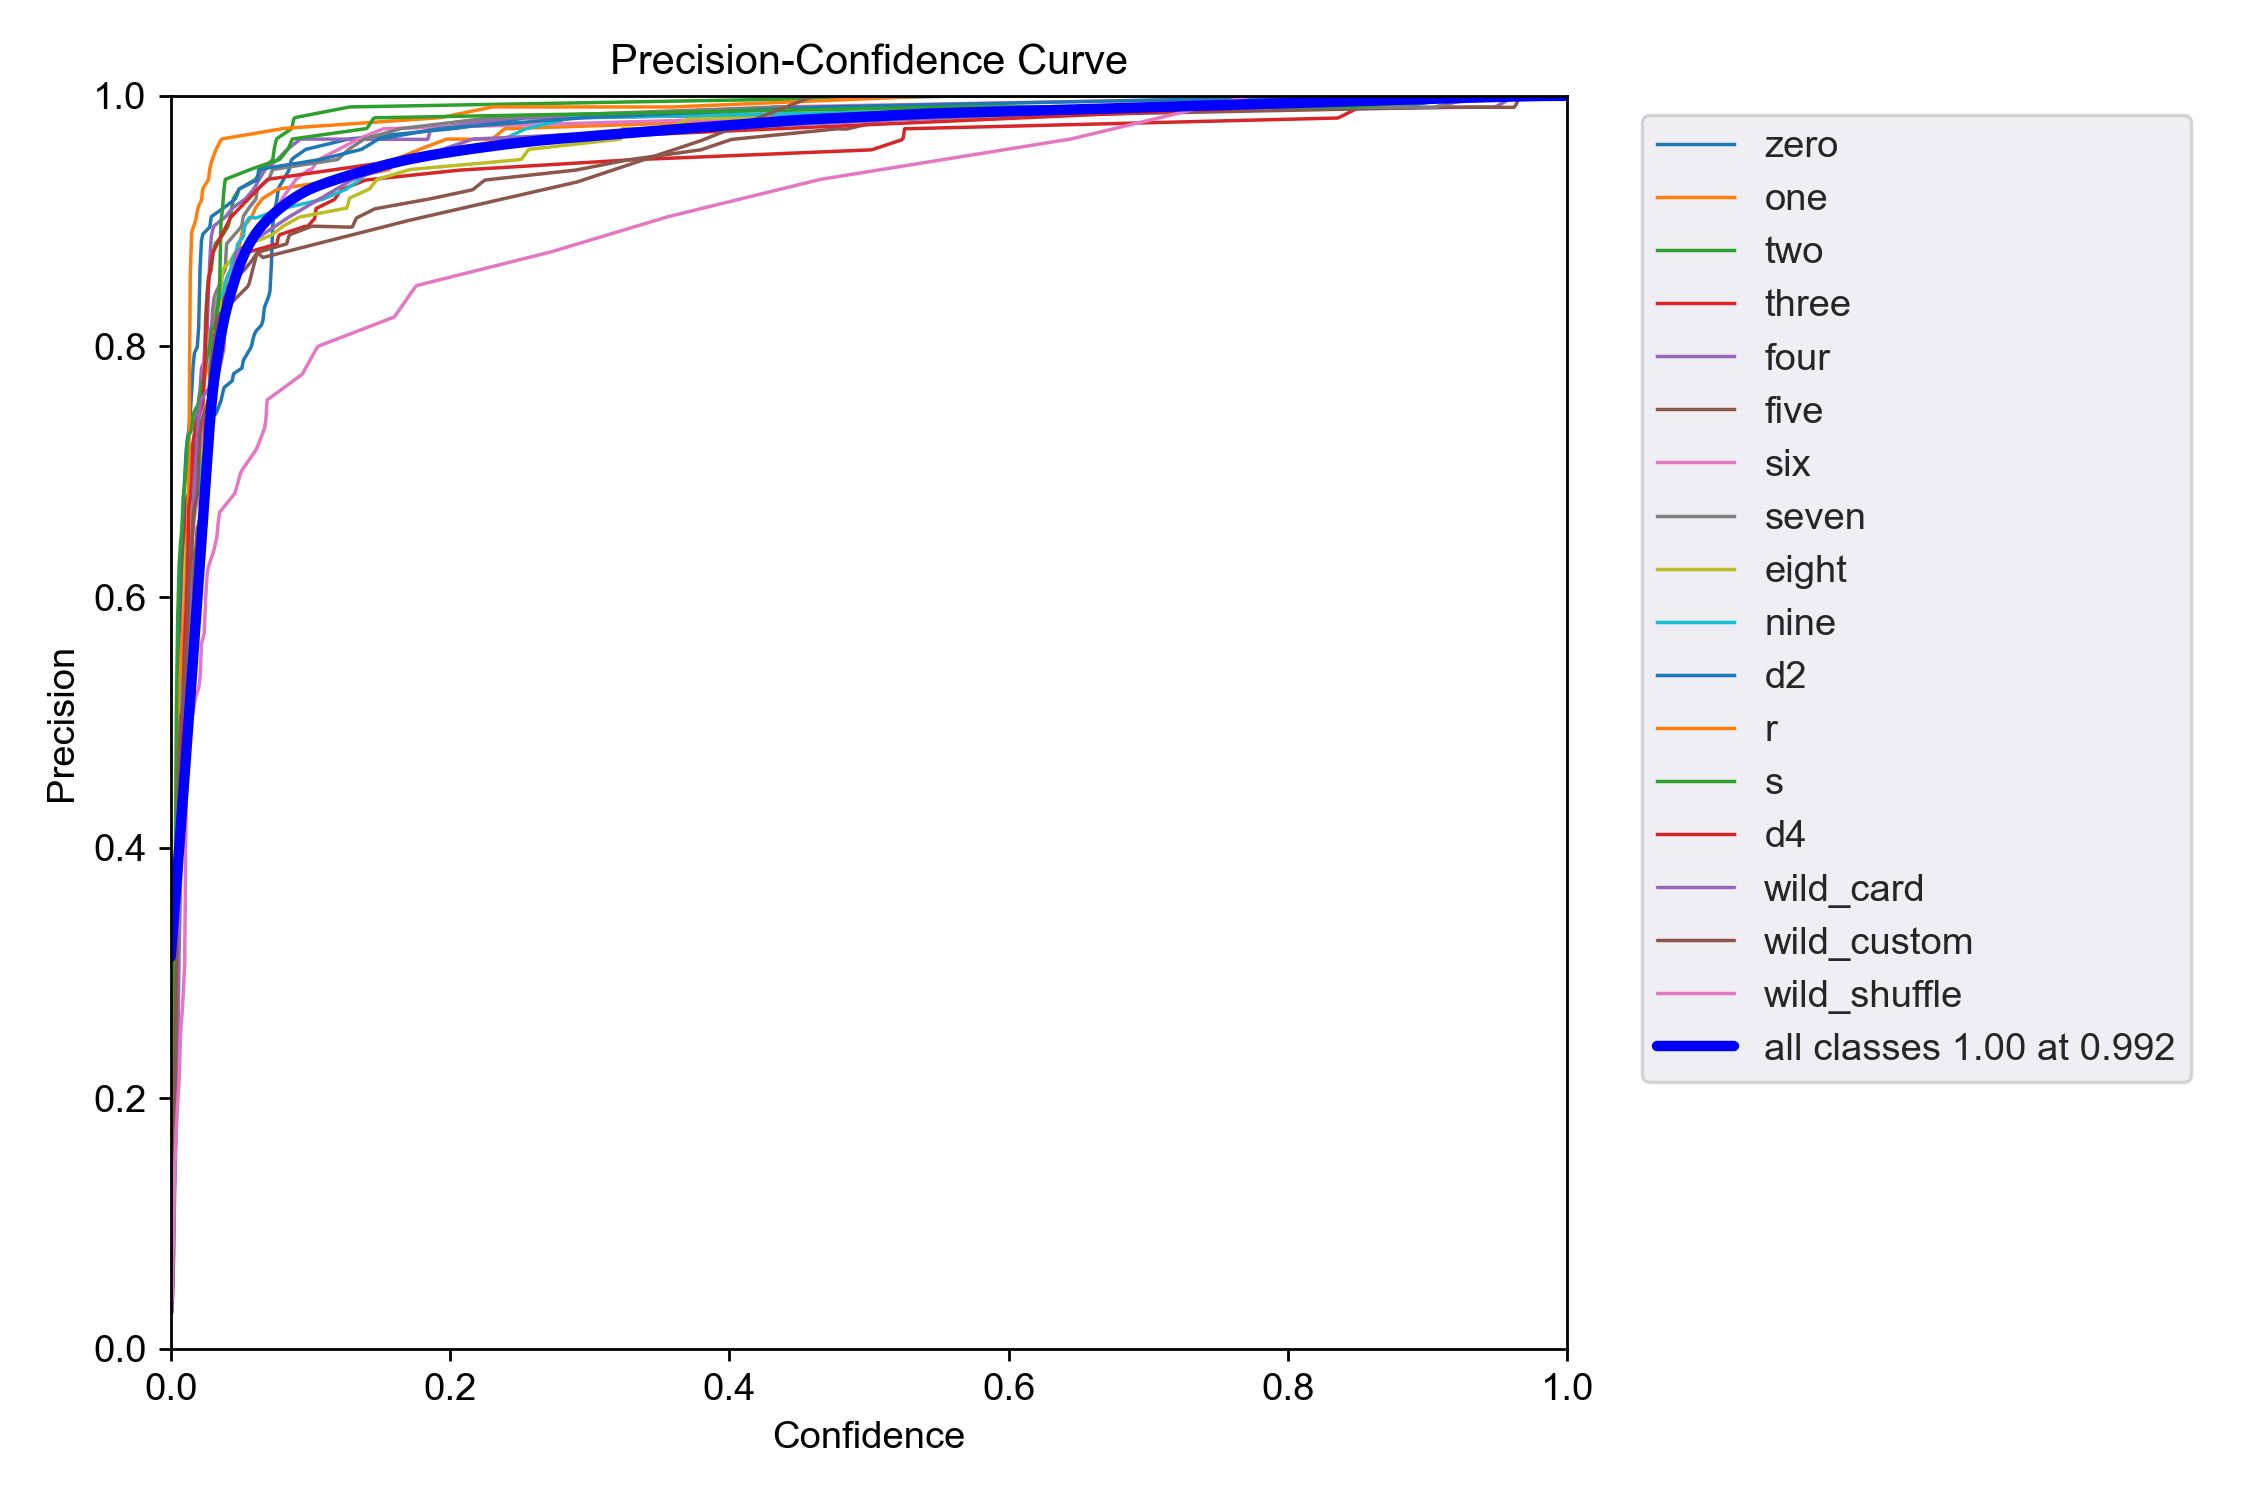 Precision-Confidence Curve
1.0
0.8
0.6
0.4
0.2
0.0
Precision
0.0 0.2 0.4 0.6 0.8 1.0
Confidence
zero
one
two
three
four
five
six
seven
eight
nine
d2
r
s
d4
wild_card
wild_custom
wild_shuffle
all classes 1.00 at 0.992